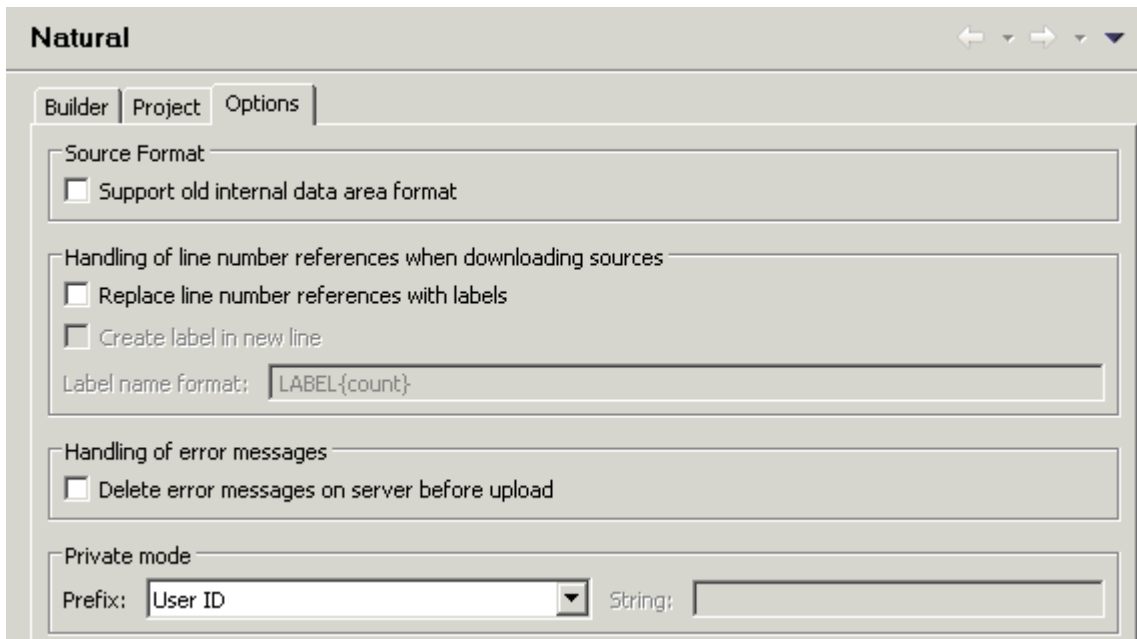 Natural
Builder Project Options
Source Format
Support old internal data area format
Handling of line number references when downloading sources
Replace line number references with labels
Create label in new line
Label name format: LABEL{count}
Handling of error messages
Delete error messages on server before upload
Private mode
Prefix: User ID String: